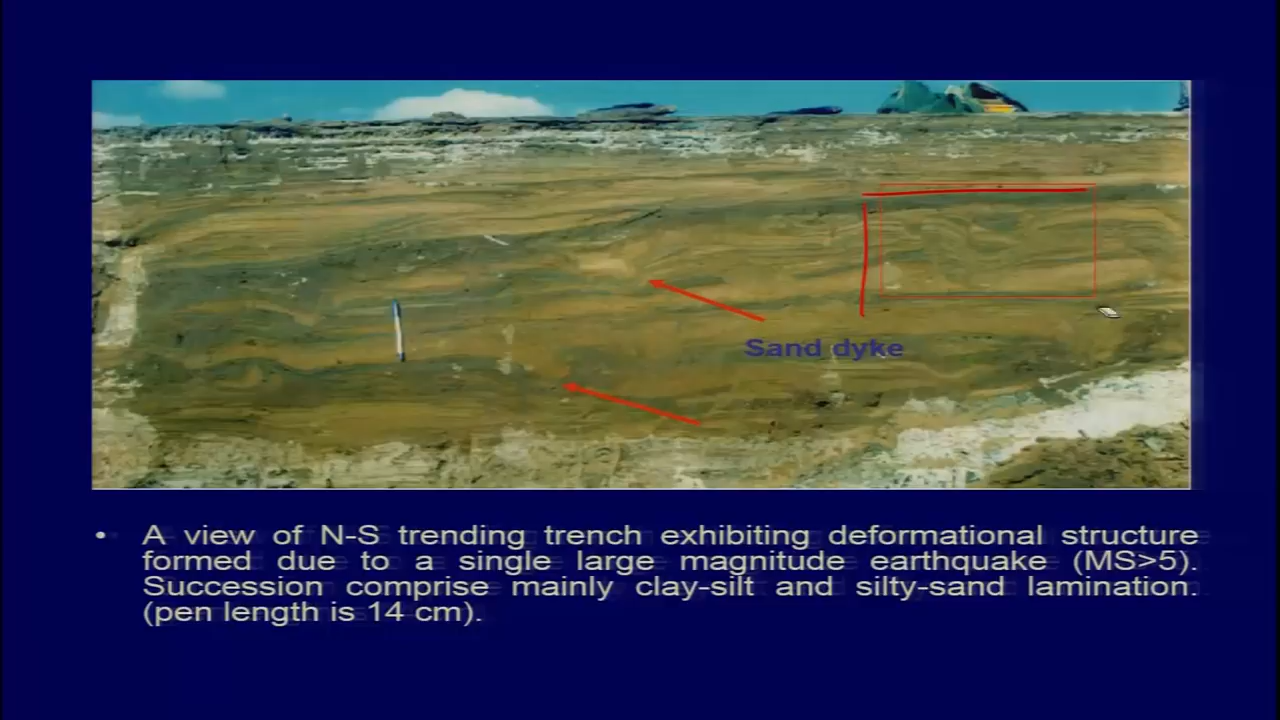 Sand dyke
• A view of N-S trending trench exhibiting deformational structure
formed due to a single large magnitude earthquake (MS>5).
Succession comprise mainly clay-silt and silty-sand lamination.
(pen length is 14 cm).